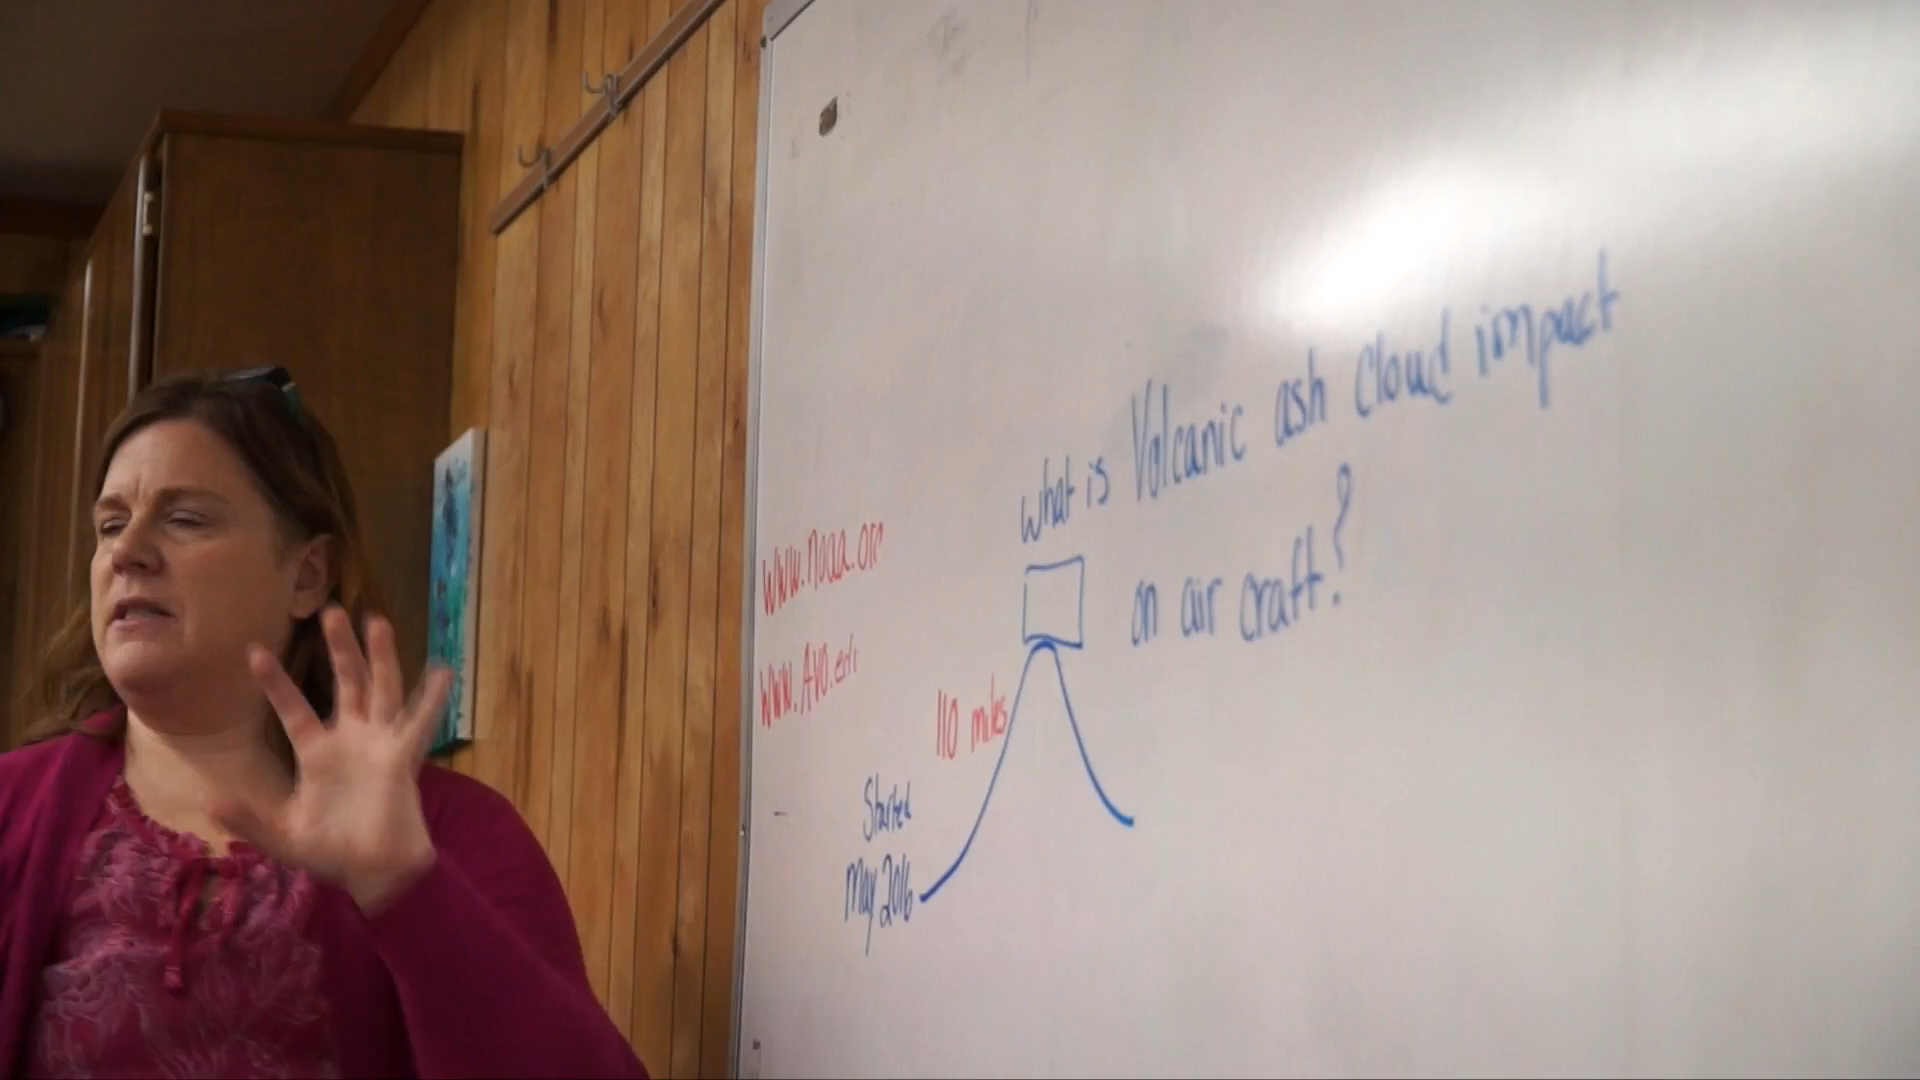 What is Volcanic ash cloud impact
on air craft?
www.noaa.org
www.Avo.edu
110 miles
Started
May 2016